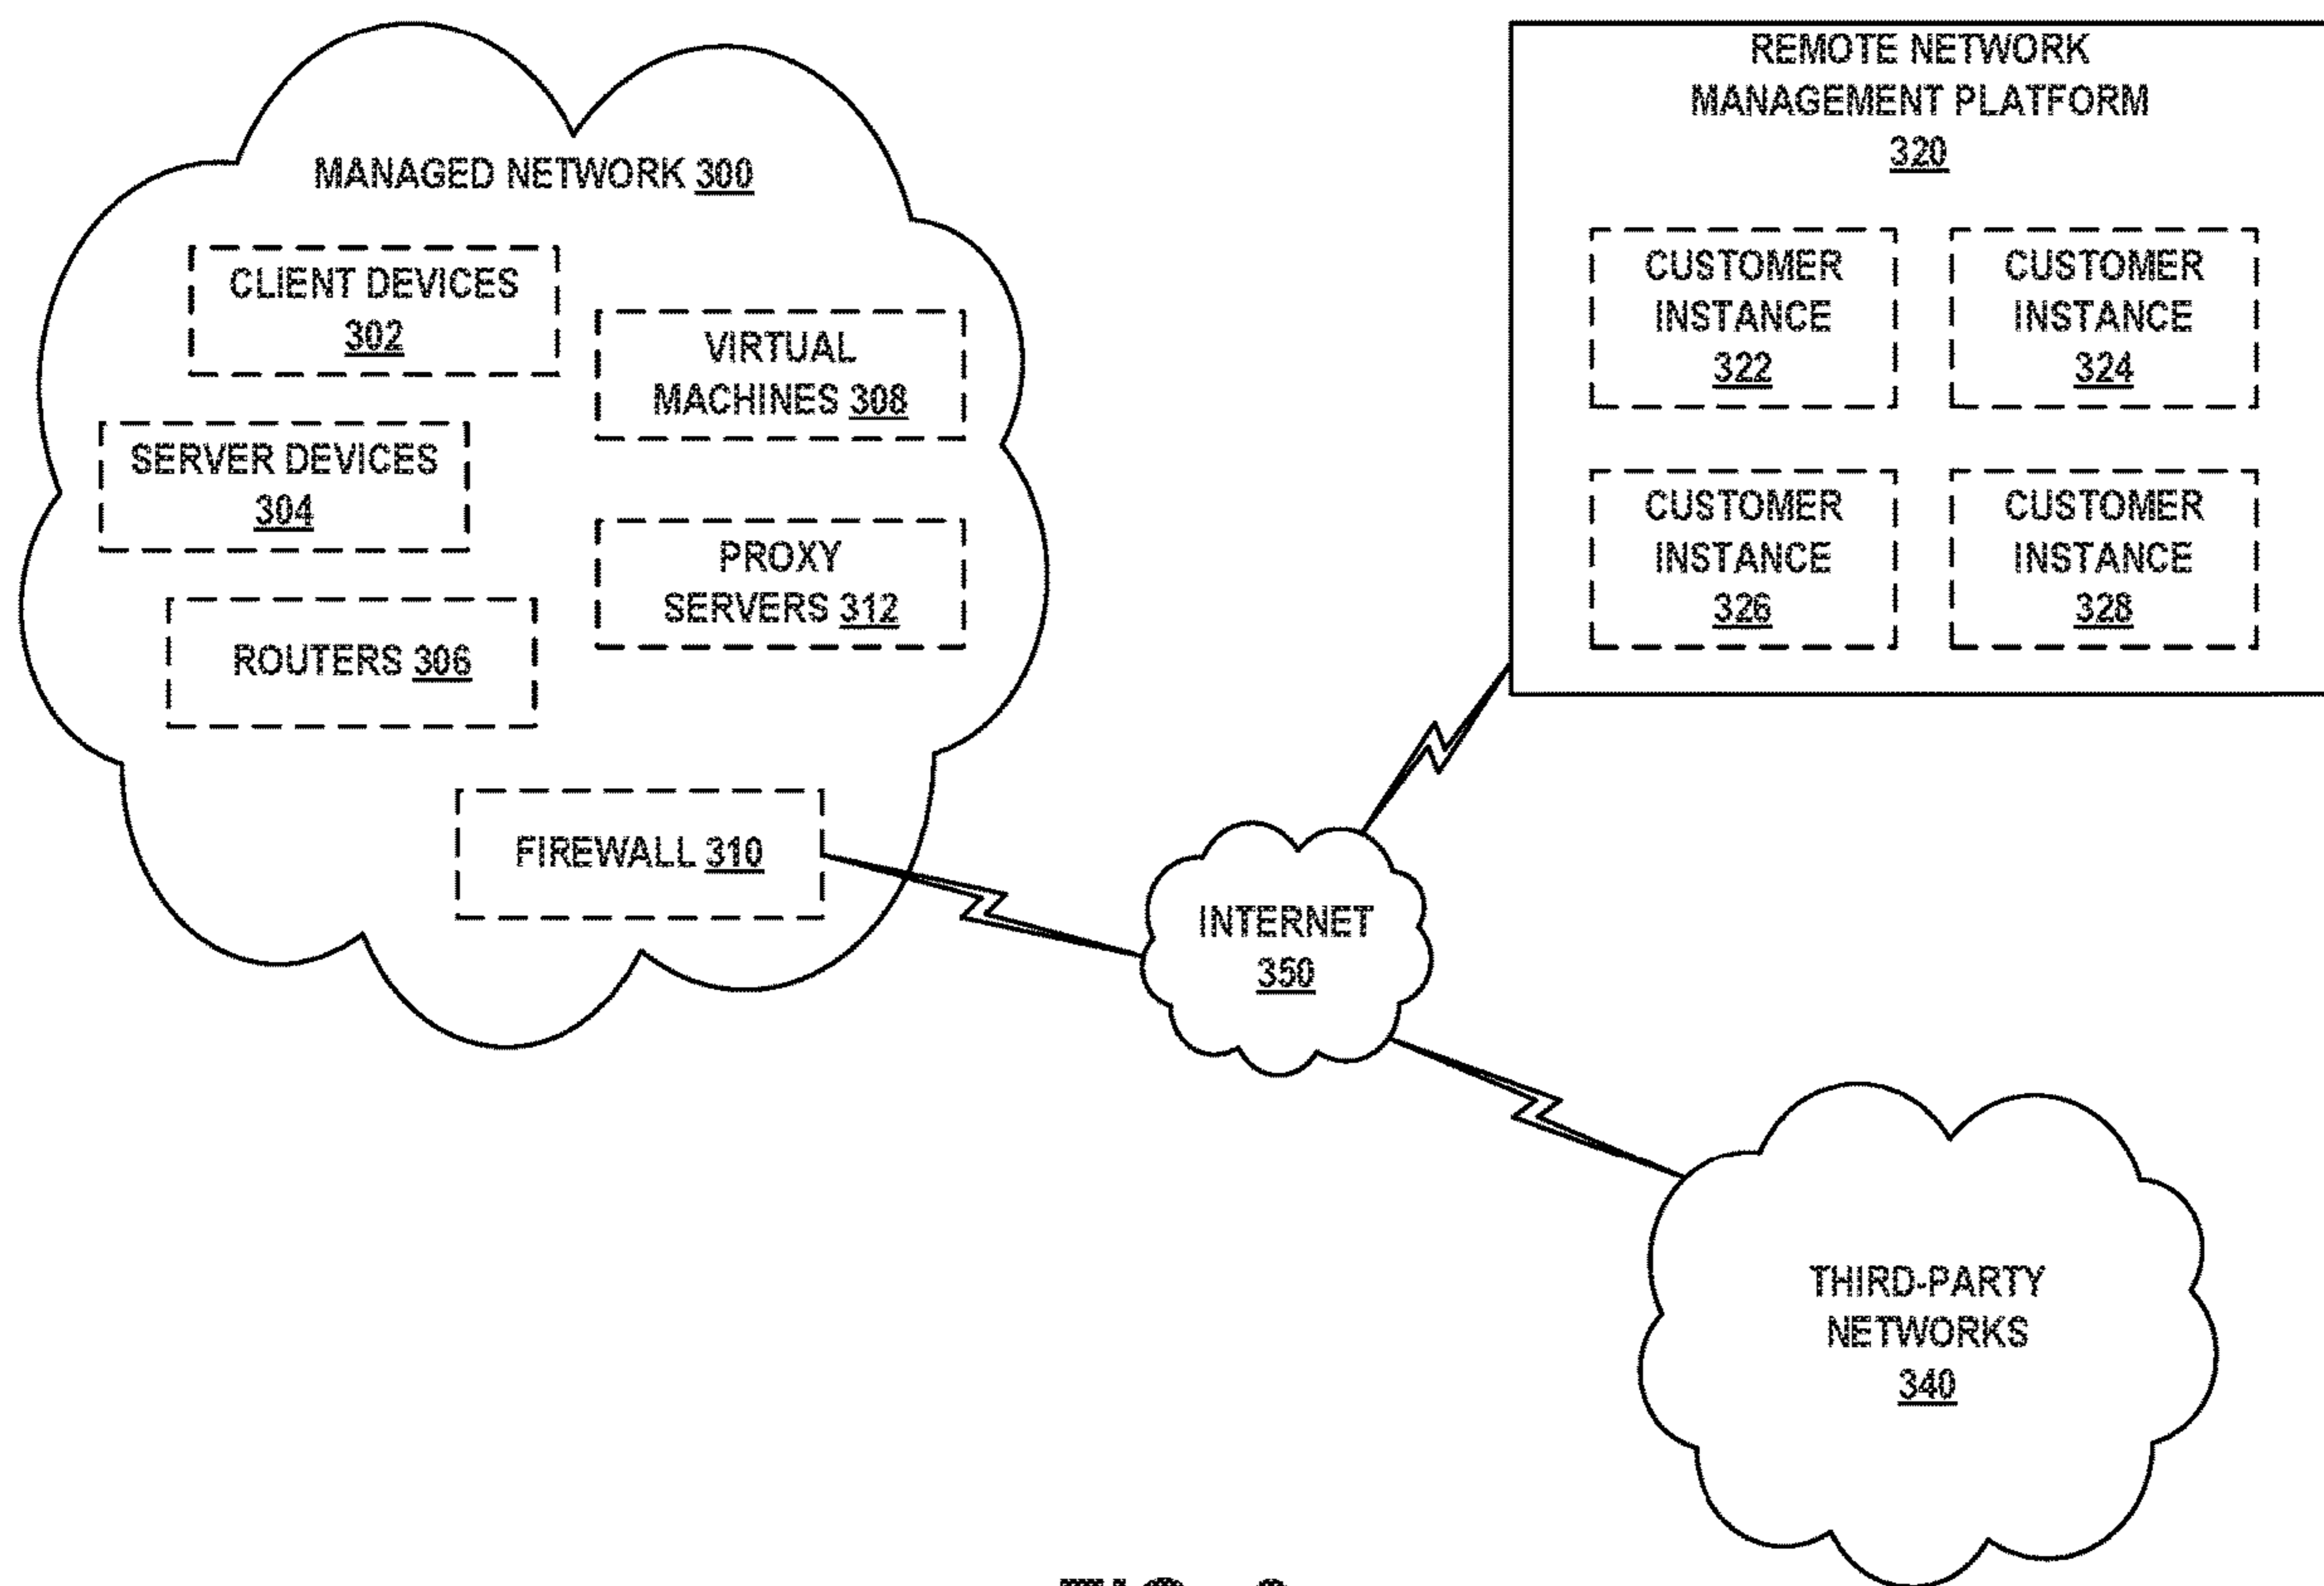 MANAGED NETWORK 300
CLIENT DEVICES
302
VIRTUAL
MACHINES 308
SERVER DEVICES
304
PROXY
SERVERS 312
ROUTERS 306
FIREWALL 310
REMOTE NETWORK
MANAGEMENT PLATFORM
320
CUSTOMER
INSTANCE
322
CUSTOMER
INSTANCE
324
CUSTOMER
INSTANCE
326
CUSTOMER
INSTANCE
328
INTERNET
350
THIRD-PARTY
NETWORKS
340